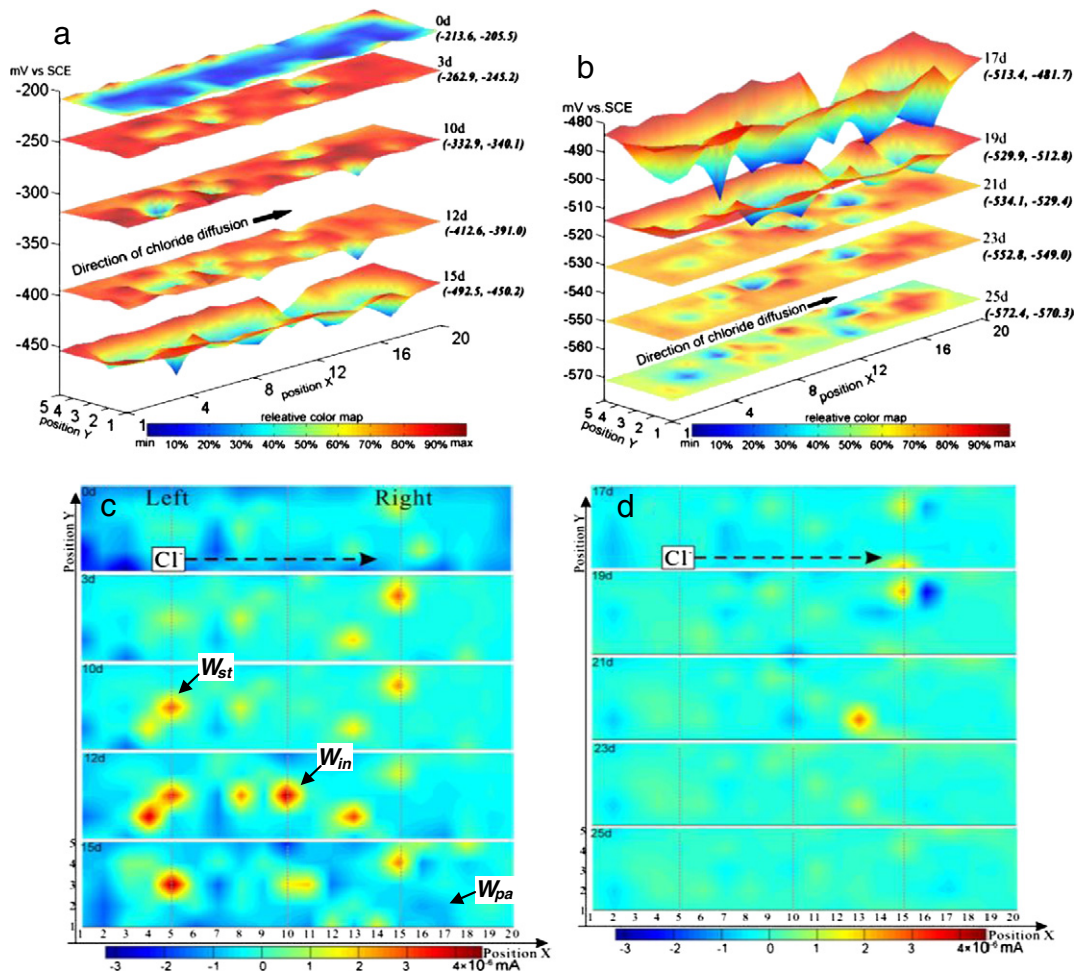 a
mV vs SCE
-200
-250
-300
-350
-400
-450
0d
(-213.6, -205.5)
3d
(-262.9, -245.2)
10d
(-332.9, -340.1)
12d
(-412.6, -391.0)
15d
(-492.5, -450.2)
Direction of chloride diffusion
5 4 3 2 1
position Y
1 4 8 12 16 20
position X
releative color map
min 10% 20% 30% 40% 50% 60% 70% 80% 90% max
b
mV vs.SCE
-480
-490
-500
-510
-520
-530
-550
-560
-570
17d
(-513.4, -481.7)
19d
(-529.9, -512.8)
21d
(-534.1, -529.4)
23d
(-552.8, -549.0)
25d
(-572.4, -570.3)
Direction of chloride diffusion
5 4 3 2 1
position Y
1 4 8 12 16 20
position X
releative color map
min 10% 20% 30% 40% 50% 60% 70% 80% 90% max
c
Position Y
0d
Left
Right
Cl-
3d
10d
Wst
12d
Win
15d
Wpa
5
4
3
2
1
1 2 3 4 5 6 7 8 9 10 11 12 13 14 15 16 17 18 19 20
Position X
-3 -2 -1 0 1 2 3 4×10-6 mA
d
Position Y
17d
Cl-
19d
21d
23d
25d
5
4
3
2
1
1 2 3 4 5 6 7 8 9 10 11 12 13 14 15 16 17 18 19 20
Position X
-3 -2 -1 0 1 2 3 4×10-6 mA